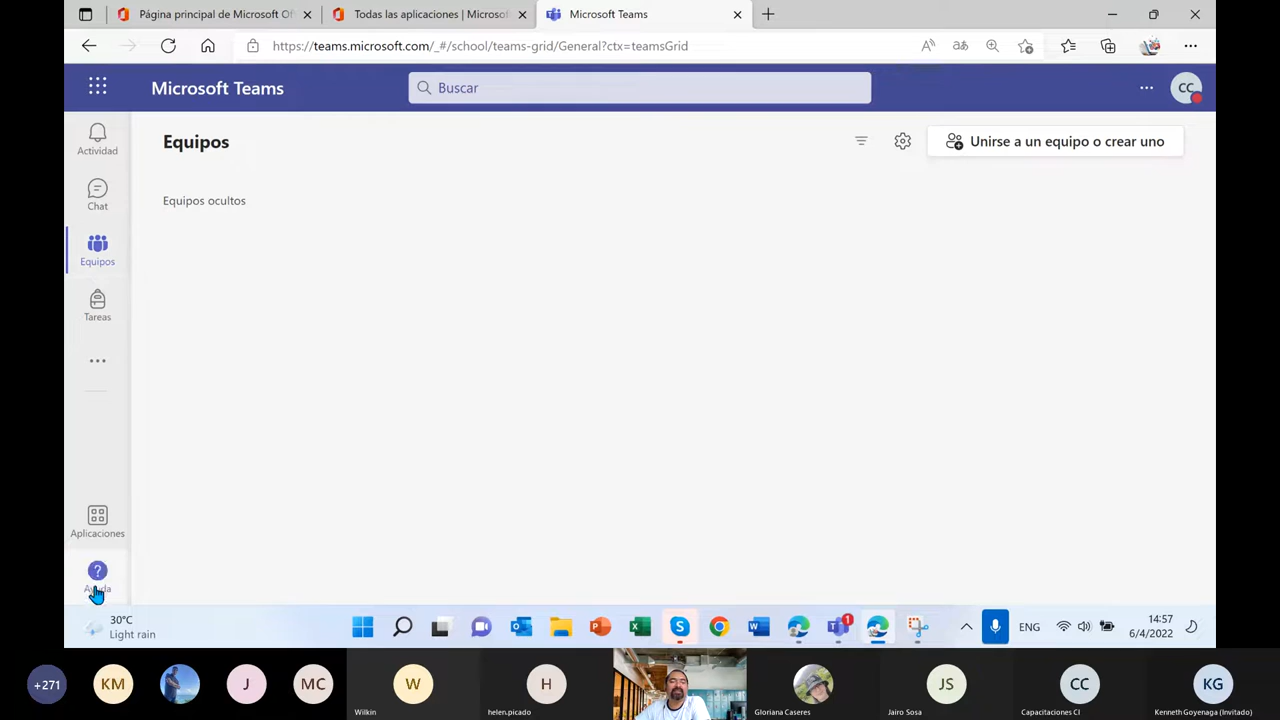 Página principal de Microsoft Of
Todas las aplicaciones | Microsof
Microsoft Teams
https://teams.microsoft.com/_#/school/teams-grid/General?ctx=teamsGrid
Microsoft Teams
Buscar
CC
Actividad
Chat
Equipos
Tareas
Aplicaciones
Ayuda
Equipos
Unirse a un equipo o crear uno
Equipos ocultos
30°C
Light rain
1
ENG
14:57
6/4/2022
+271
KM
J
MC
W
Wilkin
H
helen.picado
Gloriana Caseres
JS
Jairo Sosa
CC
Capacitaciones CI
KG
Kenneth Goyenaga (Invitado)